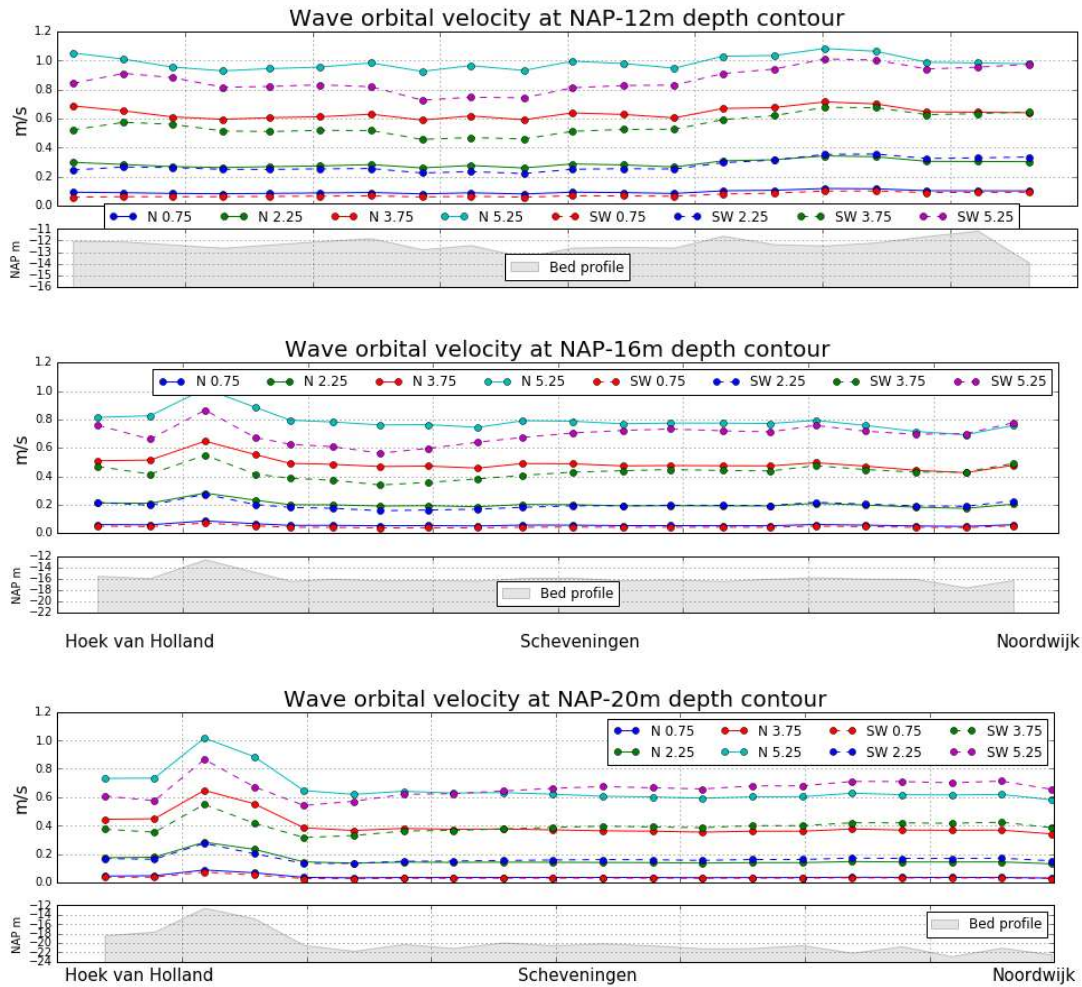 Wave orbital velocity at NAP-12m depth contour
1.2
1.0
0.8
0.6
0.4
0.2
0.0
m/s
N 0.75 N 2.25 N 3.75 N 5.25 SW 0.75 SW 2.25 SW 3.75 SW 5.25
−11
−12
−13
−14
−15
−16
NAP m
Bed profile
Wave orbital velocity at NAP-16m depth contour
1.2
1.0
0.8
0.6
0.4
0.2
0.0
m/s
N 0.75 N 2.25 N 3.75 N 5.25 SW 0.75 SW 2.25 SW 3.75 SW 5.25
−12
−14
−16
−18
−20
−22
NAP m
Bed profile
Hoek van Holland Scheveningen Noordwijk
Wave orbital velocity at NAP-20m depth contour
1.2
1.0
0.8
0.6
0.4
0.2
0.0
m/s
N 0.75 N 3.75 SW 0.75 SW 3.75
N 2.25 N 5.25 SW 2.25 SW 5.25
−12
−14
−16
−18
−20
−22
−24
NAP m
Bed profile
Hoek van Holland Scheveningen Noordwijk